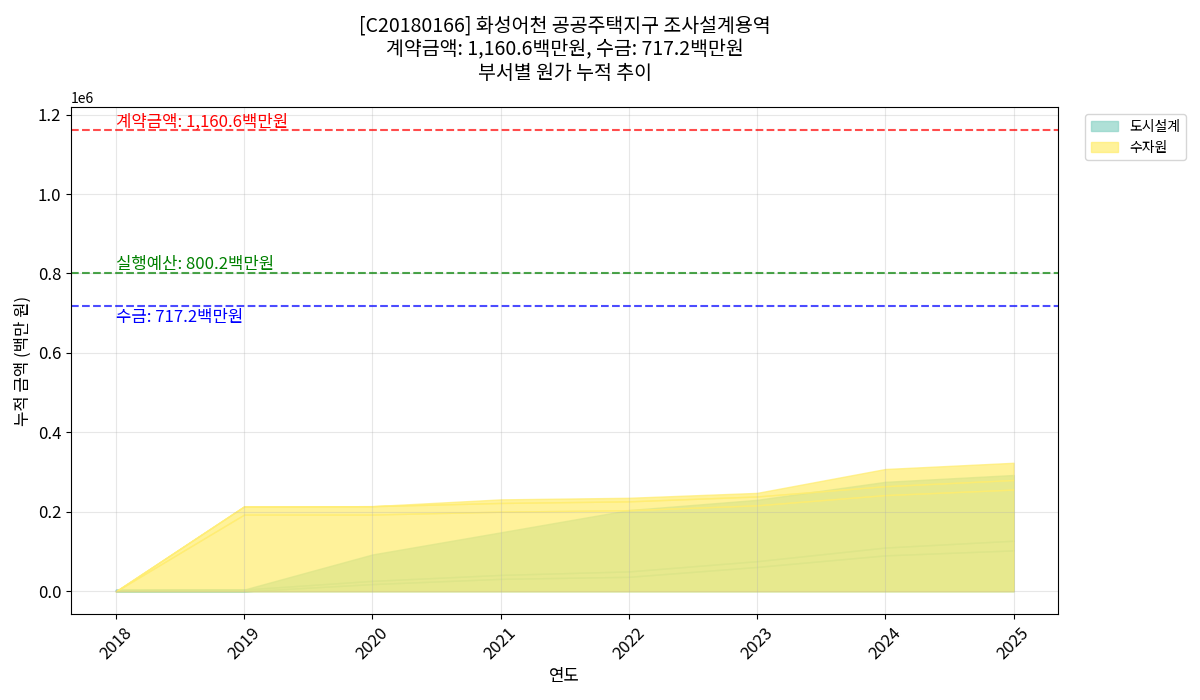 [C20180166] 화성어천 공공주택지구 조사설계용역
계약금액: 1,160.6백만원, 수금: 717.2백만원
부서별 원가 누적 추이
1e6
1.2
1.0
0.8
0.6
0.4
0.2
0.0
누적 금액 (백만 원)
계약금액: 1,160.6백만원
실행예산: 800.2백만원
수금: 717.2백만원
도시설계
수자원
2018
2019
2020
2021
2022
2023
2024
2025
연도